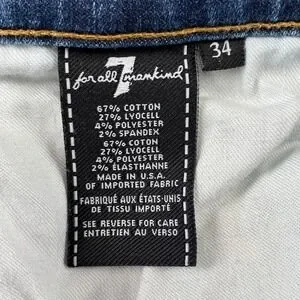 34
7
for all mankind
67% COTTON
27% LYOCELL
4% POLYESTER
2% SPANDEX
67% COTON
27% LYOCELL
4% POLYESTER
2% ÉLASTHANNE
MADE IN U.S.A.
OF IMPORTED FABRIC
FABRIQUÉ AUX ÉTATS-UNIS
DE TISSU IMPORTÉ
SEE REVERSE FOR CARE
ENTRETIEN AU VERSO